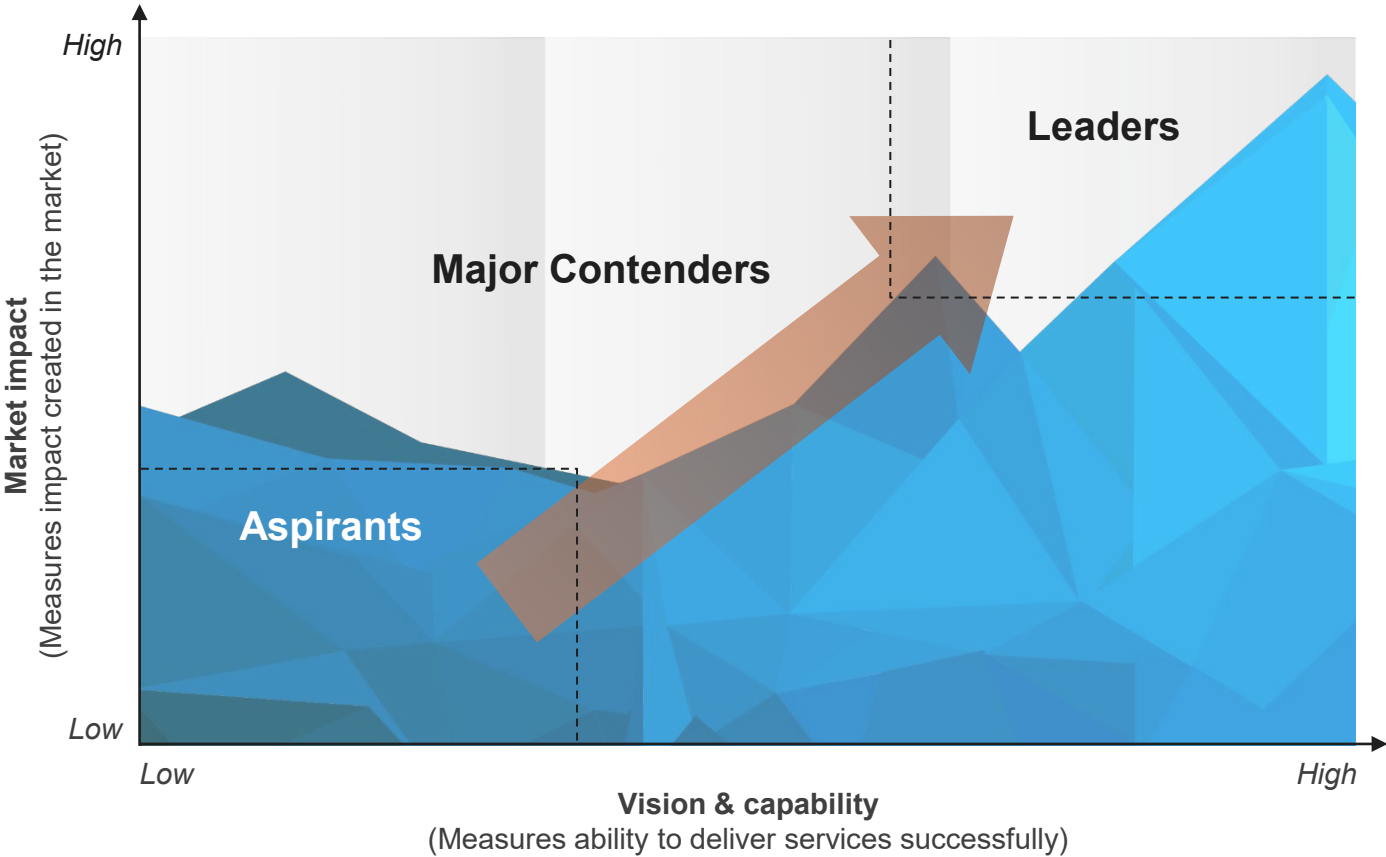 High
Leaders
Major Contenders
Market impact
(Measures impact created in the market)
Aspirants
Low
Low
High
Vision & capability
(Measures ability to deliver services successfully)